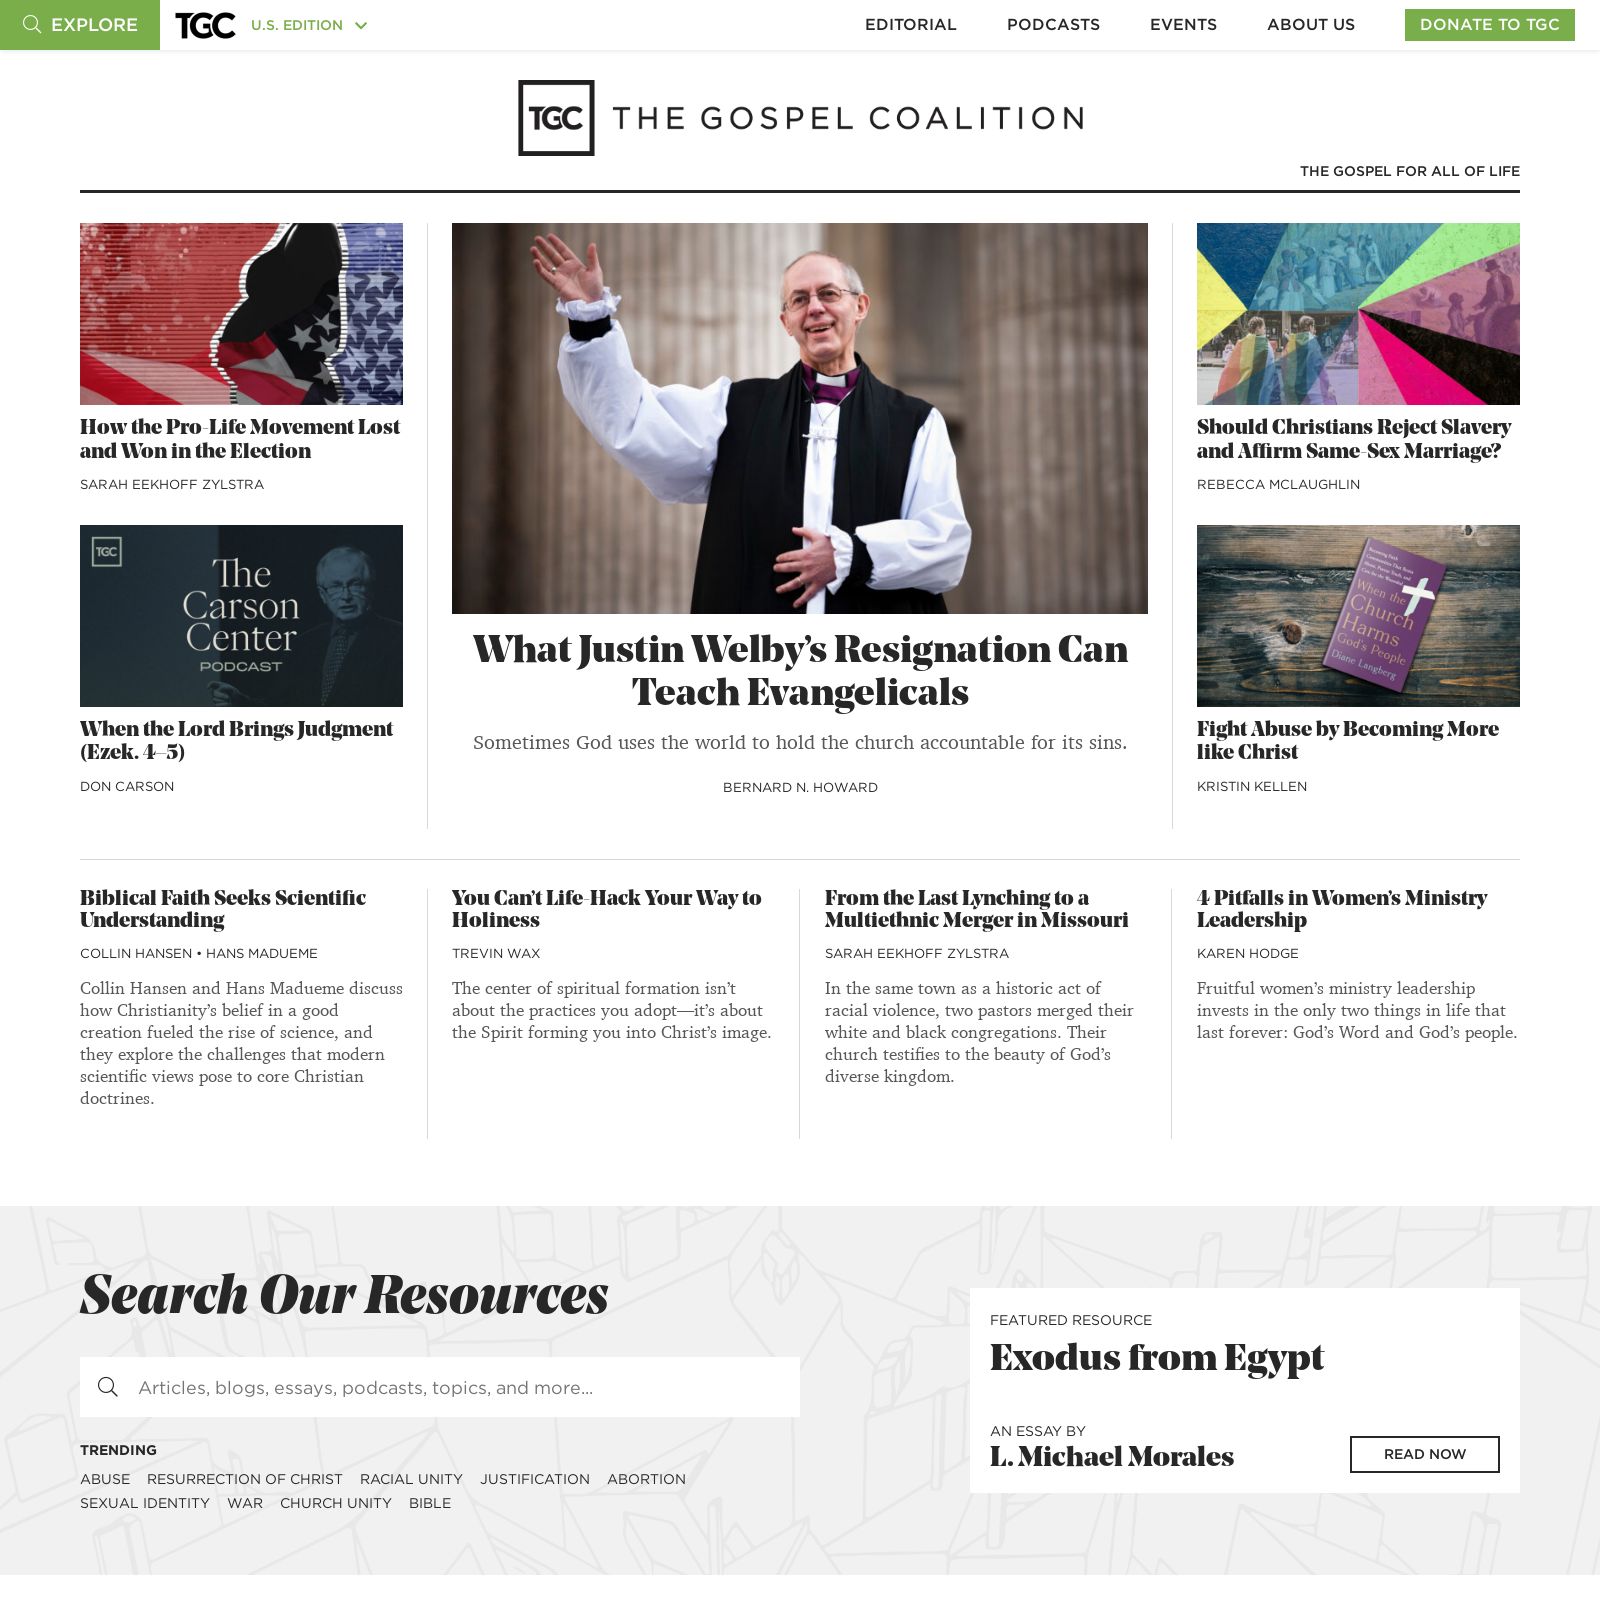 EXPLORE
TGC
U.S. EDITION
EDITORIAL
PODCASTS
EVENTS
ABOUT US
DONATE TO TGC
TGC THE GOSPEL COALITION
THE GOSPEL FOR ALL OF LIFE
How the Pro-Life Movement Lost
and Won in the Election
SARAH EEKHOFF ZYLSTRA
TGC
The
Carson
Center
PODCAST
When the Lord Brings Judgment
(Ezek. 4–5)
DON CARSON
What Justin Welby’s Resignation Can
Teach Evangelicals
Sometimes God uses the world to hold the church accountable for its sins.
BERNARD N. HOWARD
Should Christians Reject Slavery
and Affirm Same-Sex Marriage?
REBECCA MCLAUGHLIN
When the
Church
Harms
God's People
Diane Langberg
Fight Abuse by Becoming More
like Christ
KRISTIN KELLEN
Biblical Faith Seeks Scientific
Understanding
COLLIN HANSEN • HANS MADUEME
Collin Hansen and Hans Madueme discuss
how Christianity’s belief in a good
creation fueled the rise of science, and
they explore the challenges that modern
scientific views pose to core Christian
doctrines.
You Can’t Life-Hack Your Way to
Holiness
TREVIN WAX
The center of spiritual formation isn’t
about the practices you adopt—it’s about
the Spirit forming you into Christ’s image.
From the Last Lynching to a
Multiethnic Merger in Missouri
SARAH EEKHOFF ZYLSTRA
In the same town as a historic act of
racial violence, two pastors merged their
white and black congregations. Their
church testifies to the beauty of God’s
diverse kingdom.
4 Pitfalls in Women’s Ministry
Leadership
KAREN HODGE
Fruitful women’s ministry leadership
invests in the only two things in life that
last forever: God’s Word and God’s people.
Search Our Resources
Articles, blogs, essays, podcasts, topics, and more...
TRENDING
ABUSE RESURRECTION OF CHRIST RACIAL UNITY JUSTIFICATION ABORTION
SEXUAL IDENTITY WAR CHURCH UNITY BIBLE
FEATURED RESOURCE
Exodus from Egypt
AN ESSAY BY
L. Michael Morales
READ NOW